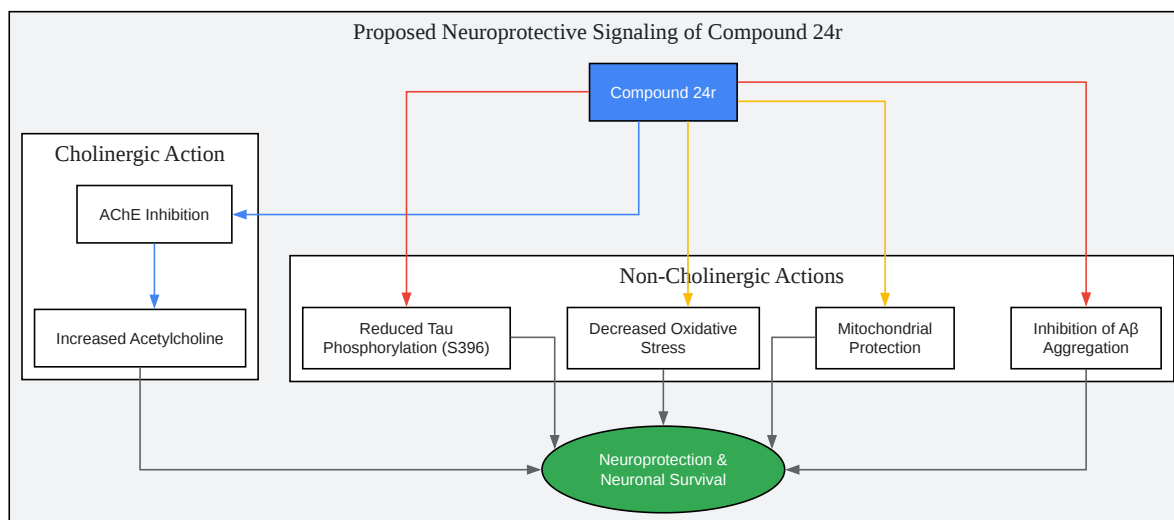 Proposed Neuroprotective Signaling of Compound 24r
Compound 24r
Cholinergic Action
AChE Inhibition
Increased Acetylcholine
Non-Cholinergic Actions
Reduced Tau
Phosphorylation (S396)
Decreased Oxidative
Stress
Mitochondrial
Protection
Inhibition of Aβ
Aggregation
Neuroprotection &
Neuronal Survival